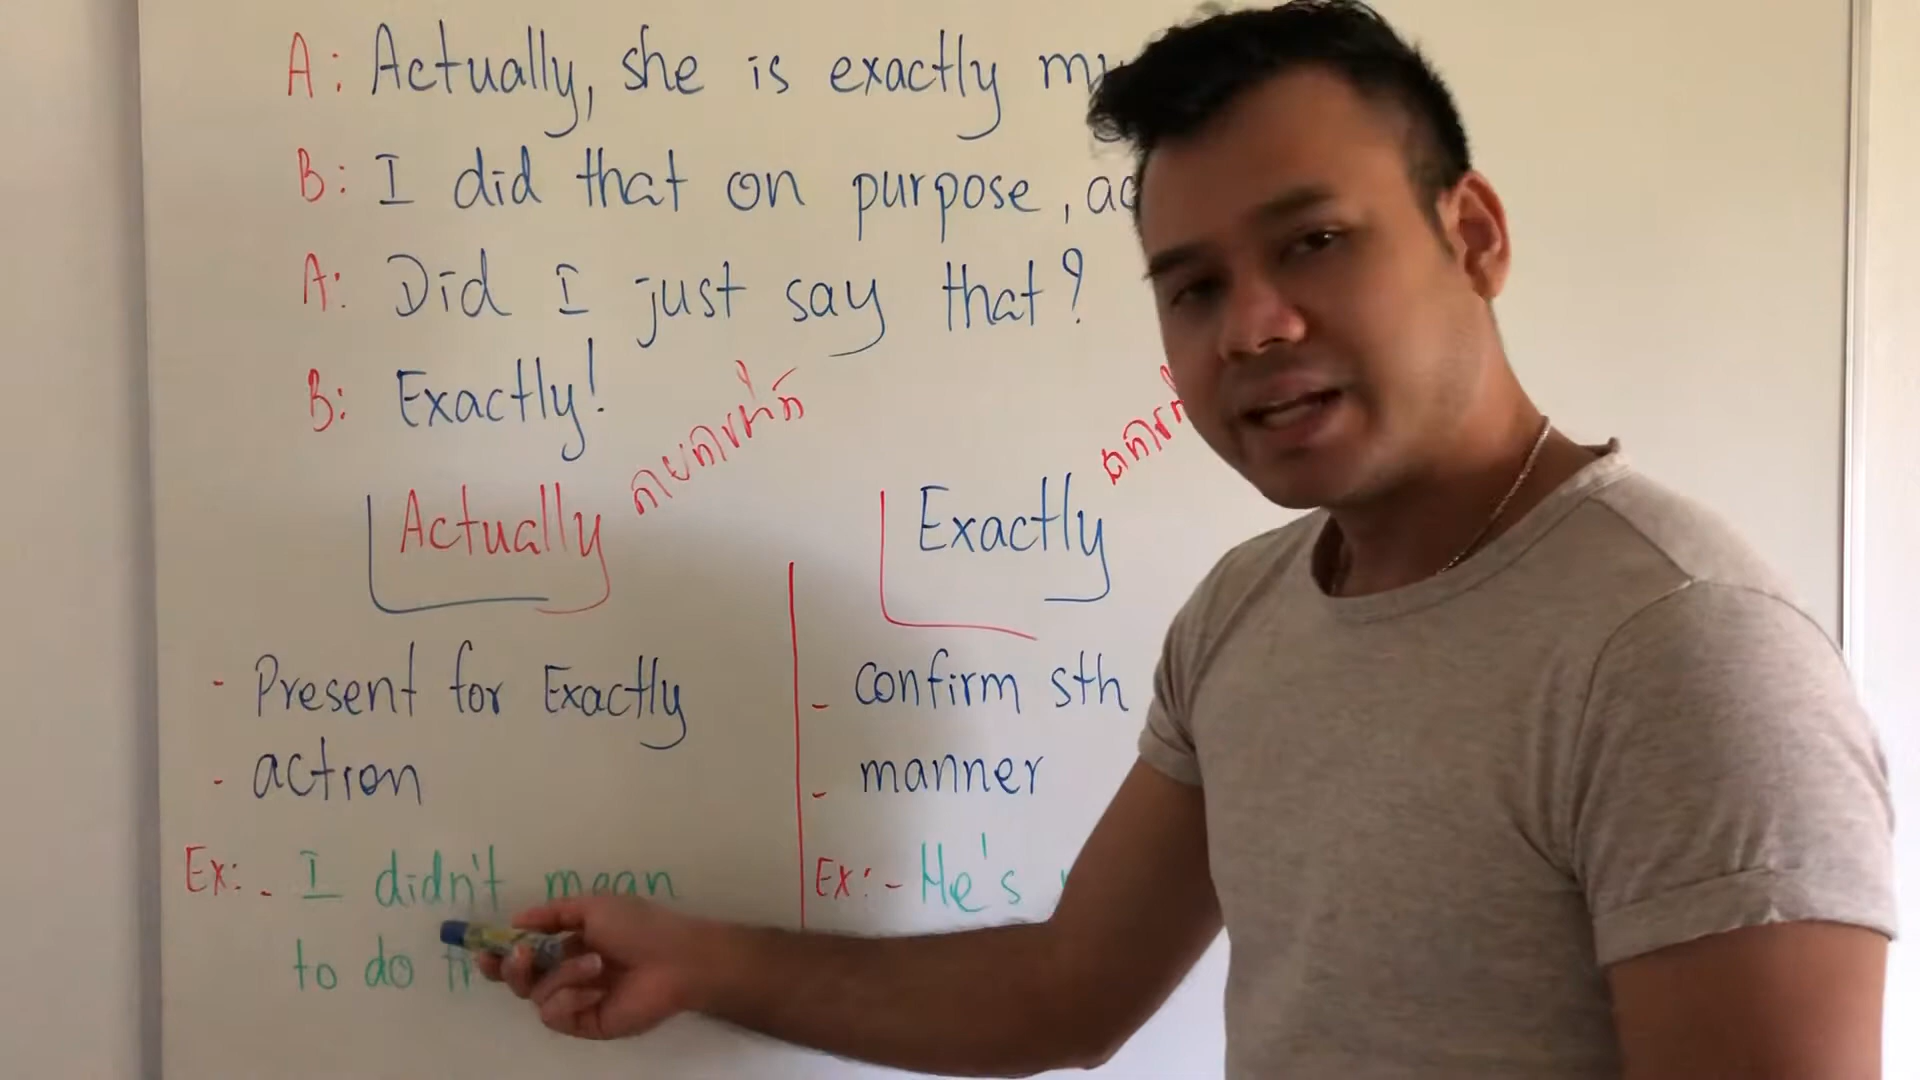 A: Actually, she is exactly my
B: I did that on purpose,
A: Did I just say that?
B: Exactly!
Actually
Exactly
- Present for Exactly
- action
- confirm sth
- manner
Ex: - I didn't mean
to do
Ex: - He's